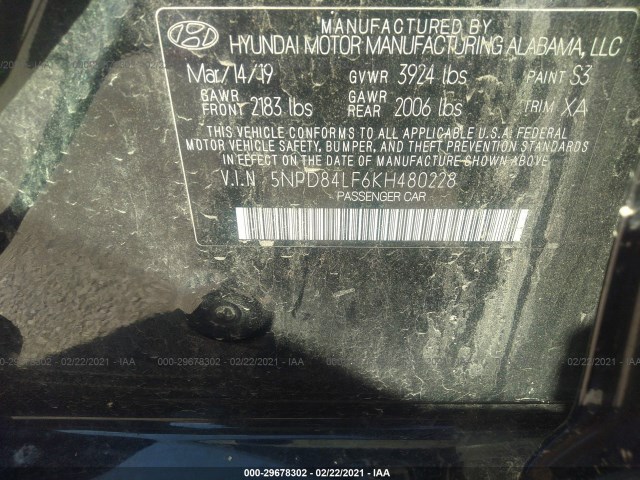 MANUFACTURED BY
HYUNDAI MOTOR MANUFACTURING ALABAMA, LLC
Mar/14/19 GVWR 3924 lbs PAINT S3
GAWR FRONT 2183 lbs GAWR REAR 2006 lbs TRIM XA
THIS VEHICLE CONFORMS TO ALL APPLICABLE U.S.A. FEDERAL
MOTOR VEHICLE SAFETY, BUMPER, AND THEFT PREVENTION STANDARDS
IN EFFECT ON THE DATE OF MANUFACTURE SHOWN ABOVE.
V.I.N 5NPD84LF6KH480228
PASSENGER CAR
000-29678302 - 02/22/2021 - IAA
000-29678302 - 02/22/2021 - IAA
000-29678302 - 02/22/2021 - IAA
000-29678302 - 02/22/2021 - IAA